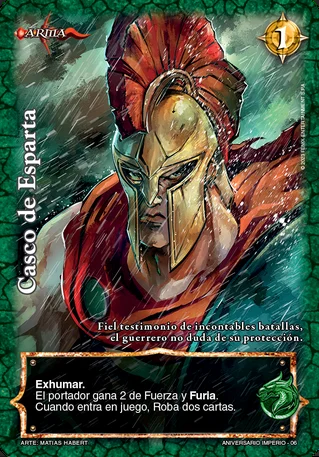 ARMA
1
Casco de Esparta
Fiel testimonio de incontables batallas,
el guerrero no duda de su protección.
Exhumar.
El portador gana 2 de Fuerza y Furia.
Cuando entra en juego, Roba dos cartas.
ARTE: MATIAS HABERT
ANIVERSARIO IMPERIO - 06